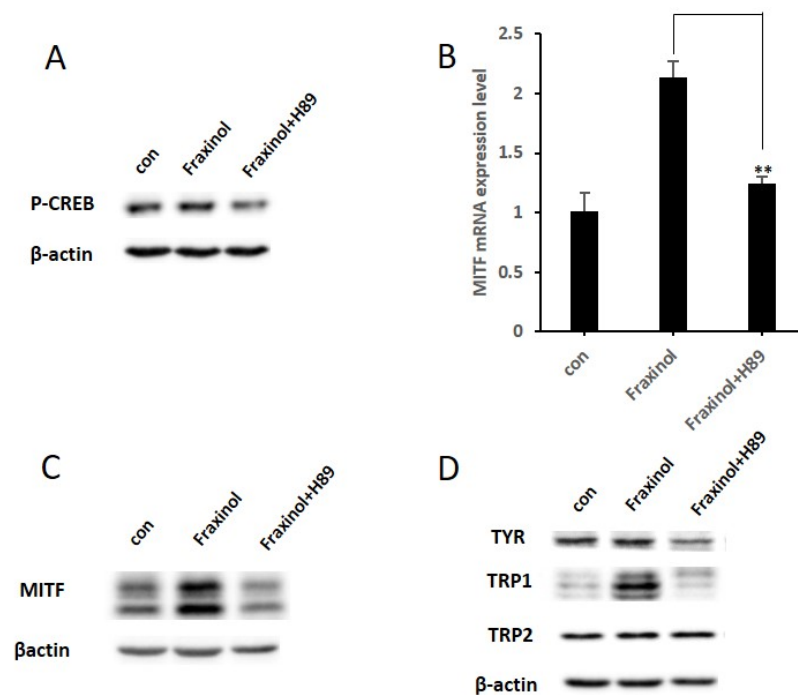 A
con
Fraxinol
Fraxinol+H89
P-CREB
β-actin
B
MITF mRNA expression level
2.5
2
1.5
1
0.5
0
**
con
Fraxinol
Fraxinol+H89
C
con
Fraxinol
Fraxinol+H89
MITF
βactin
D
con
Fraxinol
Fraxinol+H89
TYR
TRP1
TRP2
β-actin